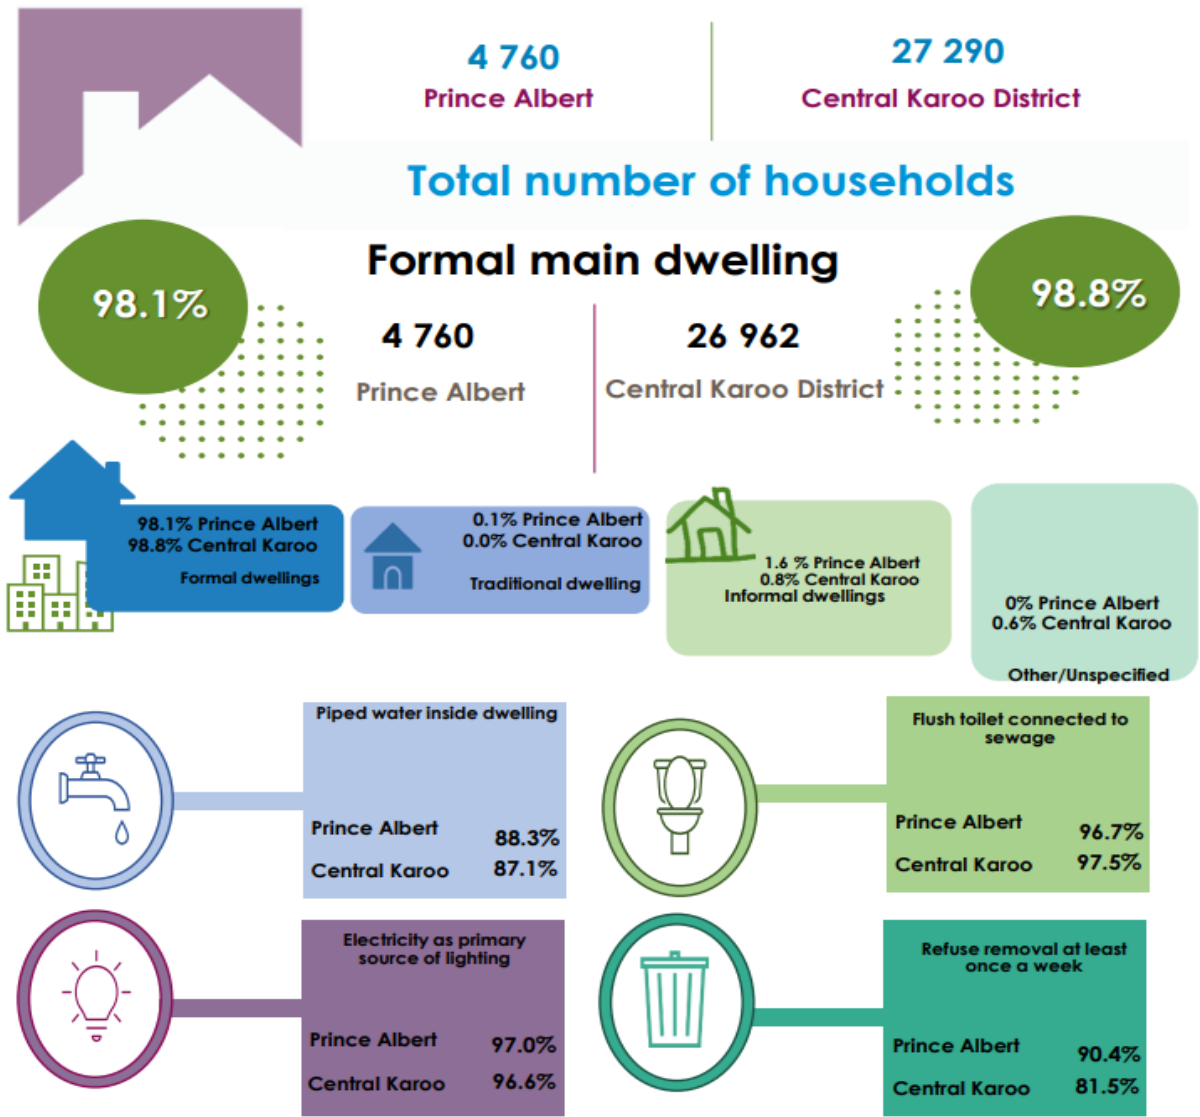 4 760
Prince Albert
27 290
Central Karoo District
Total number of households
Formal main dwelling
98.1%
98.8%
4 760
Prince Albert
26 962
Central Karoo District
98.1% Prince Albert
98.8% Central Karoo
Formal dwellings
0.1% Prince Albert
0.0% Central Karoo
Traditional dwelling
1.6 % Prince Albert
0.8% Central Karoo
Informal dwellings
0% Prince Albert
0.6% Central Karoo
Other/Unspecified
Piped water inside dwelling
Prince Albert 88.3%
Central Karoo 87.1%
Flush toilet connected to
sewage
Prince Albert 96.7%
Central Karoo 97.5%
Electricity as primary
source of lighting
Prince Albert 97.0%
Central Karoo 96.6%
Refuse removal at least
once a week
Prince Albert 90.4%
Central Karoo 81.5%